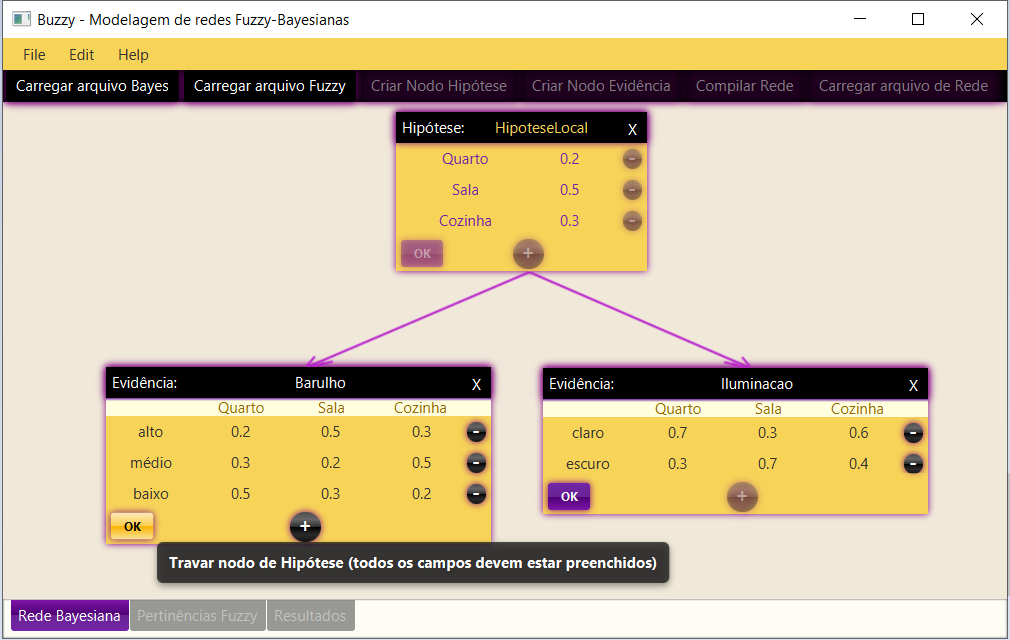 Buzzy - Modelagem de redes Fuzzy-Bayesianas
File Edit Help
Carregar arquivo Bayes Carregar arquivo Fuzzy Criar Nodo Hipótese Criar Nodo Evidência Compilar Rede Carregar arquivo de Rede
Hipótese: HipoteseLocal X
Quarto 0.2 -
Sala 0.5 -
Cozinha 0.3 -
OK +
Evidência: Barulho X
Quarto Sala Cozinha
alto 0.2 0.5 0.3 -
médio 0.3 0.2 0.5 -
baixo 0.5 0.3 0.2 -
OK +
Evidência: Iluminacao X
Quarto Sala Cozinha
claro 0.7 0.3 0.6 -
escuro 0.3 0.7 0.4 -
OK +
Travar nodo de Hipótese (todos os campos devem estar preenchidos)
Rede Bayesiana Pertinências Fuzzy Resultados